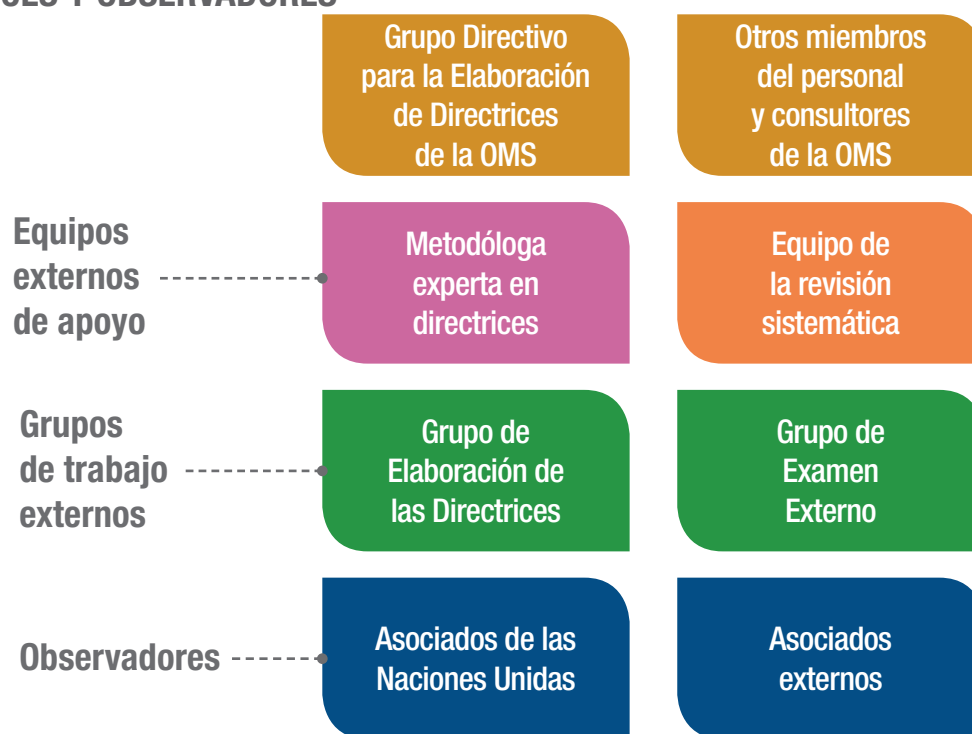 Y OBSERVADORES
Grupo Directivo
para la Elaboración
de Directrices
de la OMS
Otros miembros
del personal
y consultores
de la OMS
Equipos
externos
de apoyo
Metodóloga
experta en
directrices
Equipo de
la revisión
sistemática
Grupos
de trabajo
externos
Grupo de
Elaboración de
las Directrices
Grupo de
Examen
Externo
Observadores
Asociados de las
Naciones Unidas
Asociados
externos